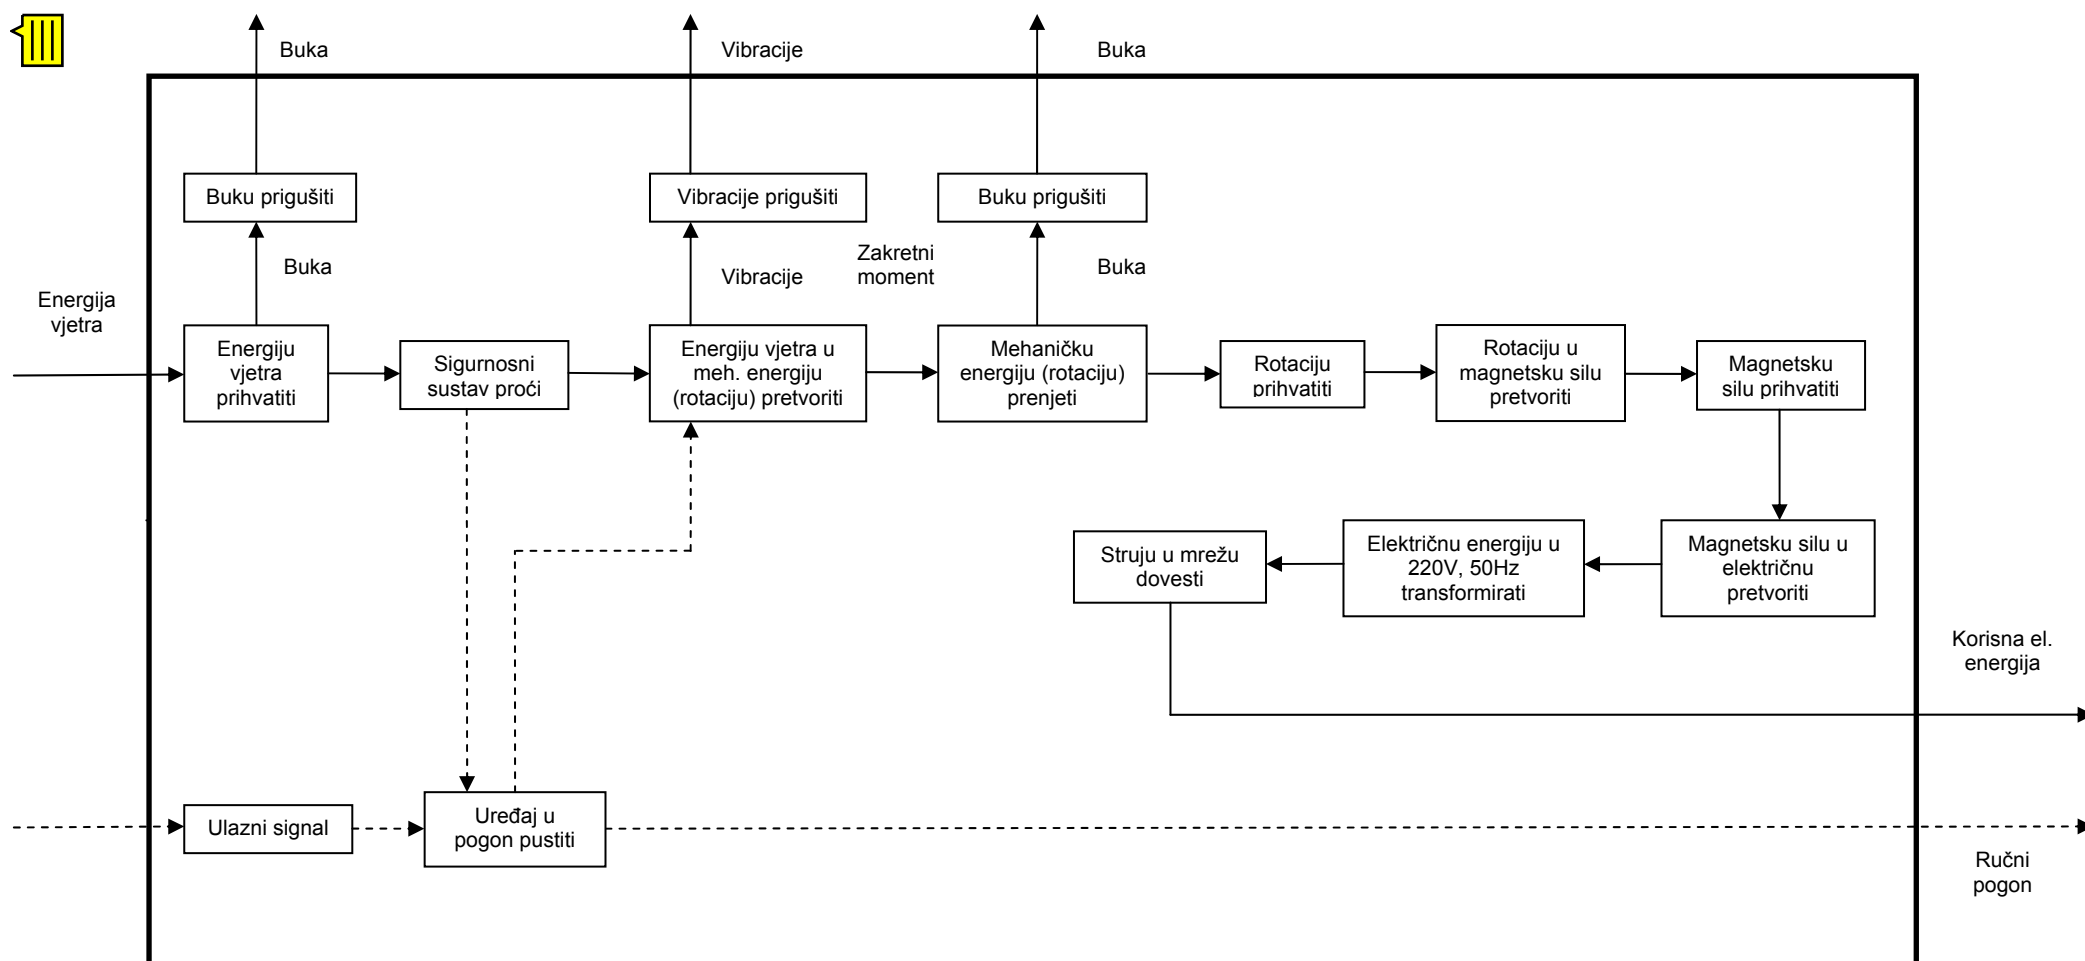 Buka
Vibracije
Buka
Buku prigušiti
Vibracije prigušiti
Buku prigušiti
Buka
Vibracije
Zakretni
moment
Buka
Energija
vjetra
Energiju
vjetra
prihvatiti
Sigurnosni
sustav proći
Energiju vjetra u
meh. energiju
(rotaciju) pretvoriti
Mehaničku
energiju (rotaciju)
prenjeti
Rotaciju
prihvatiti
Rotaciju u
magnetsku silu
pretvoriti
Magnetsku
silu prihvatiti
Struju u mrežu
dovesti
Električnu energiju u
220V, 50Hz
transformirati
Magnetsku silu u
električnu
pretvoriti
Korisna el.
energija
Ulazni signal
Uređaj u
pogon pustiti
Ručni
pogon